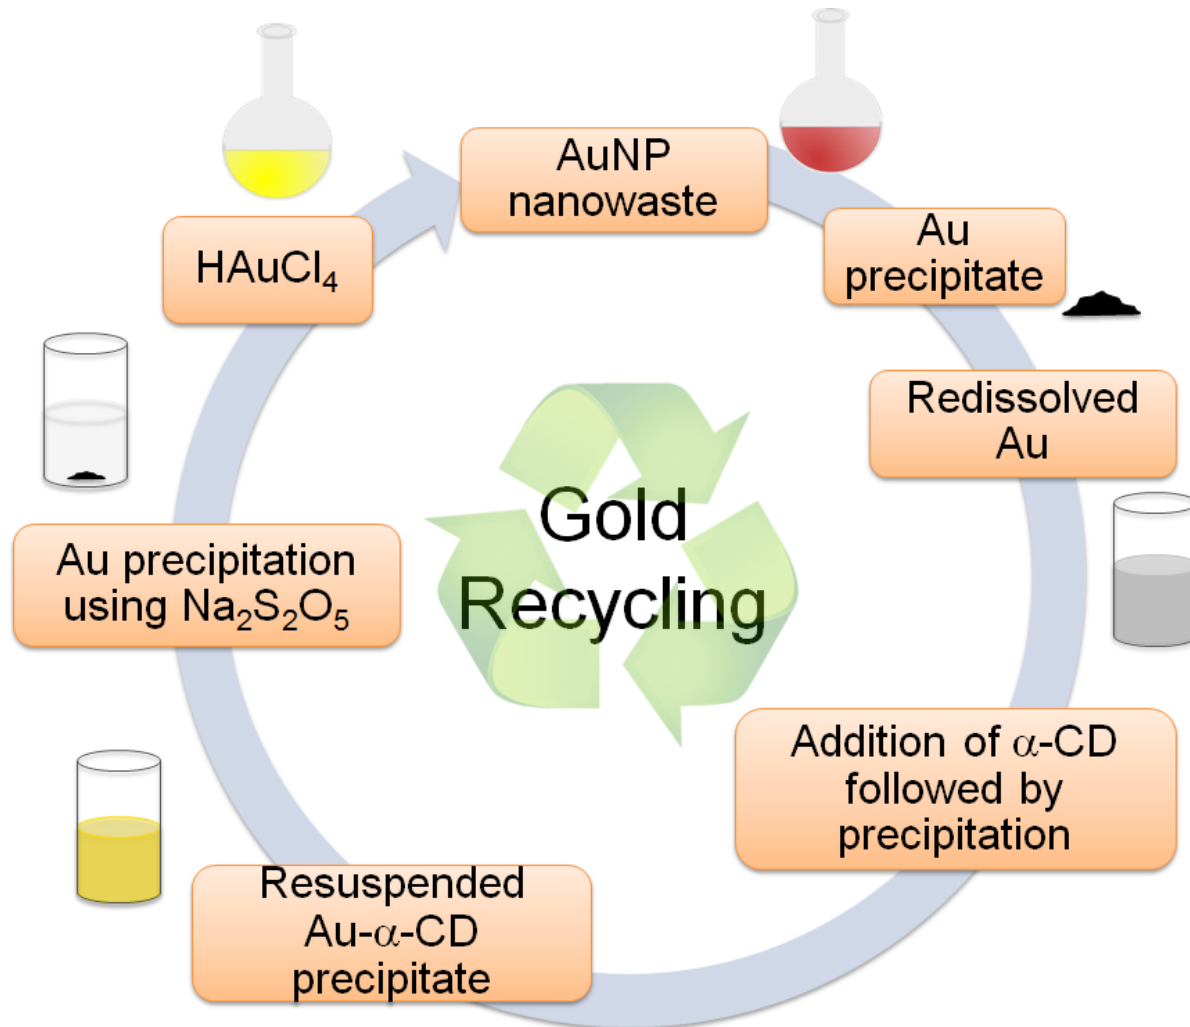 AuNP
nanowaste
Au
precipitate
Redissolved
Au
Addition of α-CD
followed by
precipitation
Resuspended
Au-α-CD
precipitate
Au precipitation
using Na₂S₂O₅
HAuCl₄
Gold
Recycling